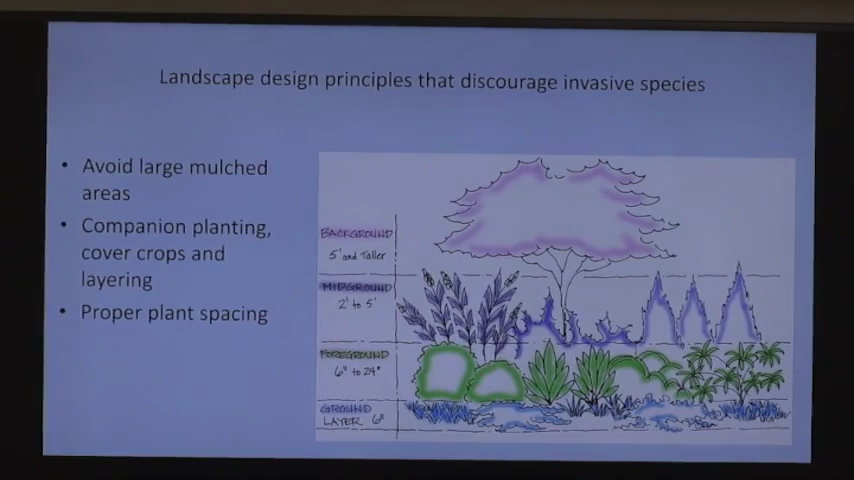 Landscape design principles that discourage invasive species
• Avoid large mulched
areas
• Companion planting,
cover crops and
layering
• Proper plant spacing
BACKGROUND
5' and Taller
MIDGROUND
2' to 5'
FOREGROUND
6" to 24"
GROUND
LAYER 6"